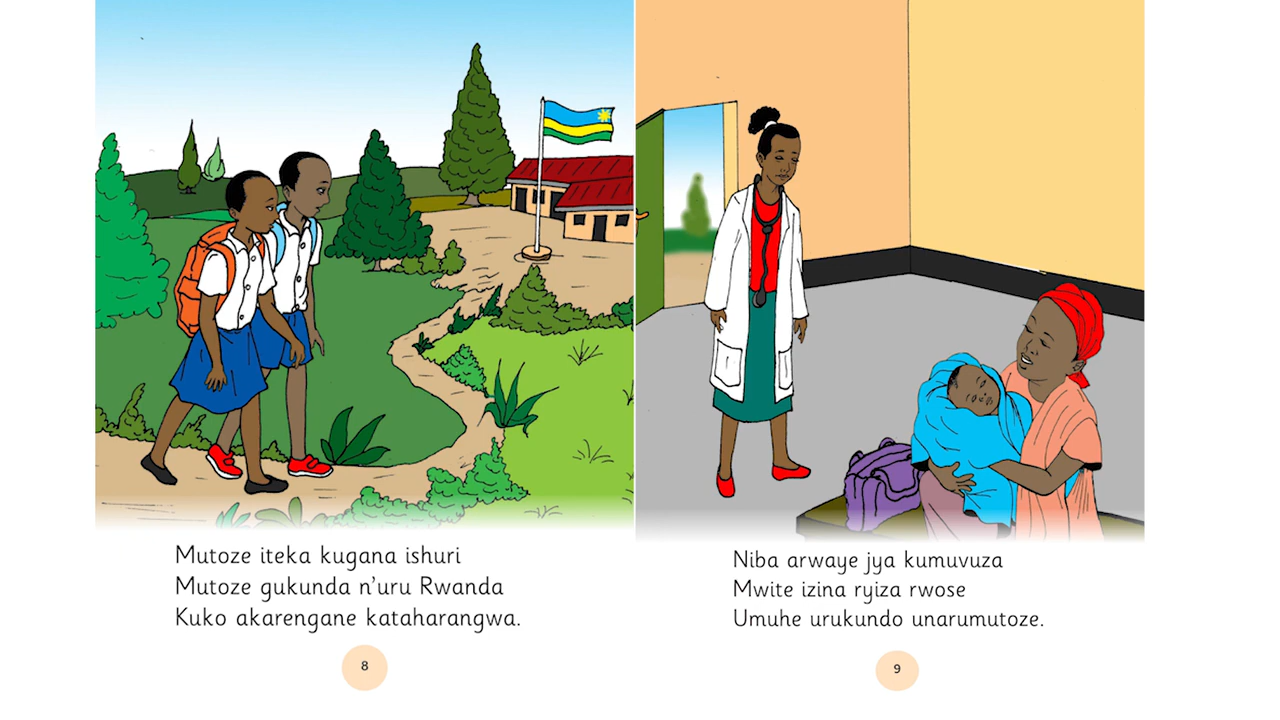 Mutoze iteka kugana ishuri
Mutoze gukunda n'uru Rwanda
Kuko akarengane kataharangwa.
8
Niba arwaye jya kumuvuza
Mwite izina ryiza rwose
Umuhe urukundo unarumutoze.
9